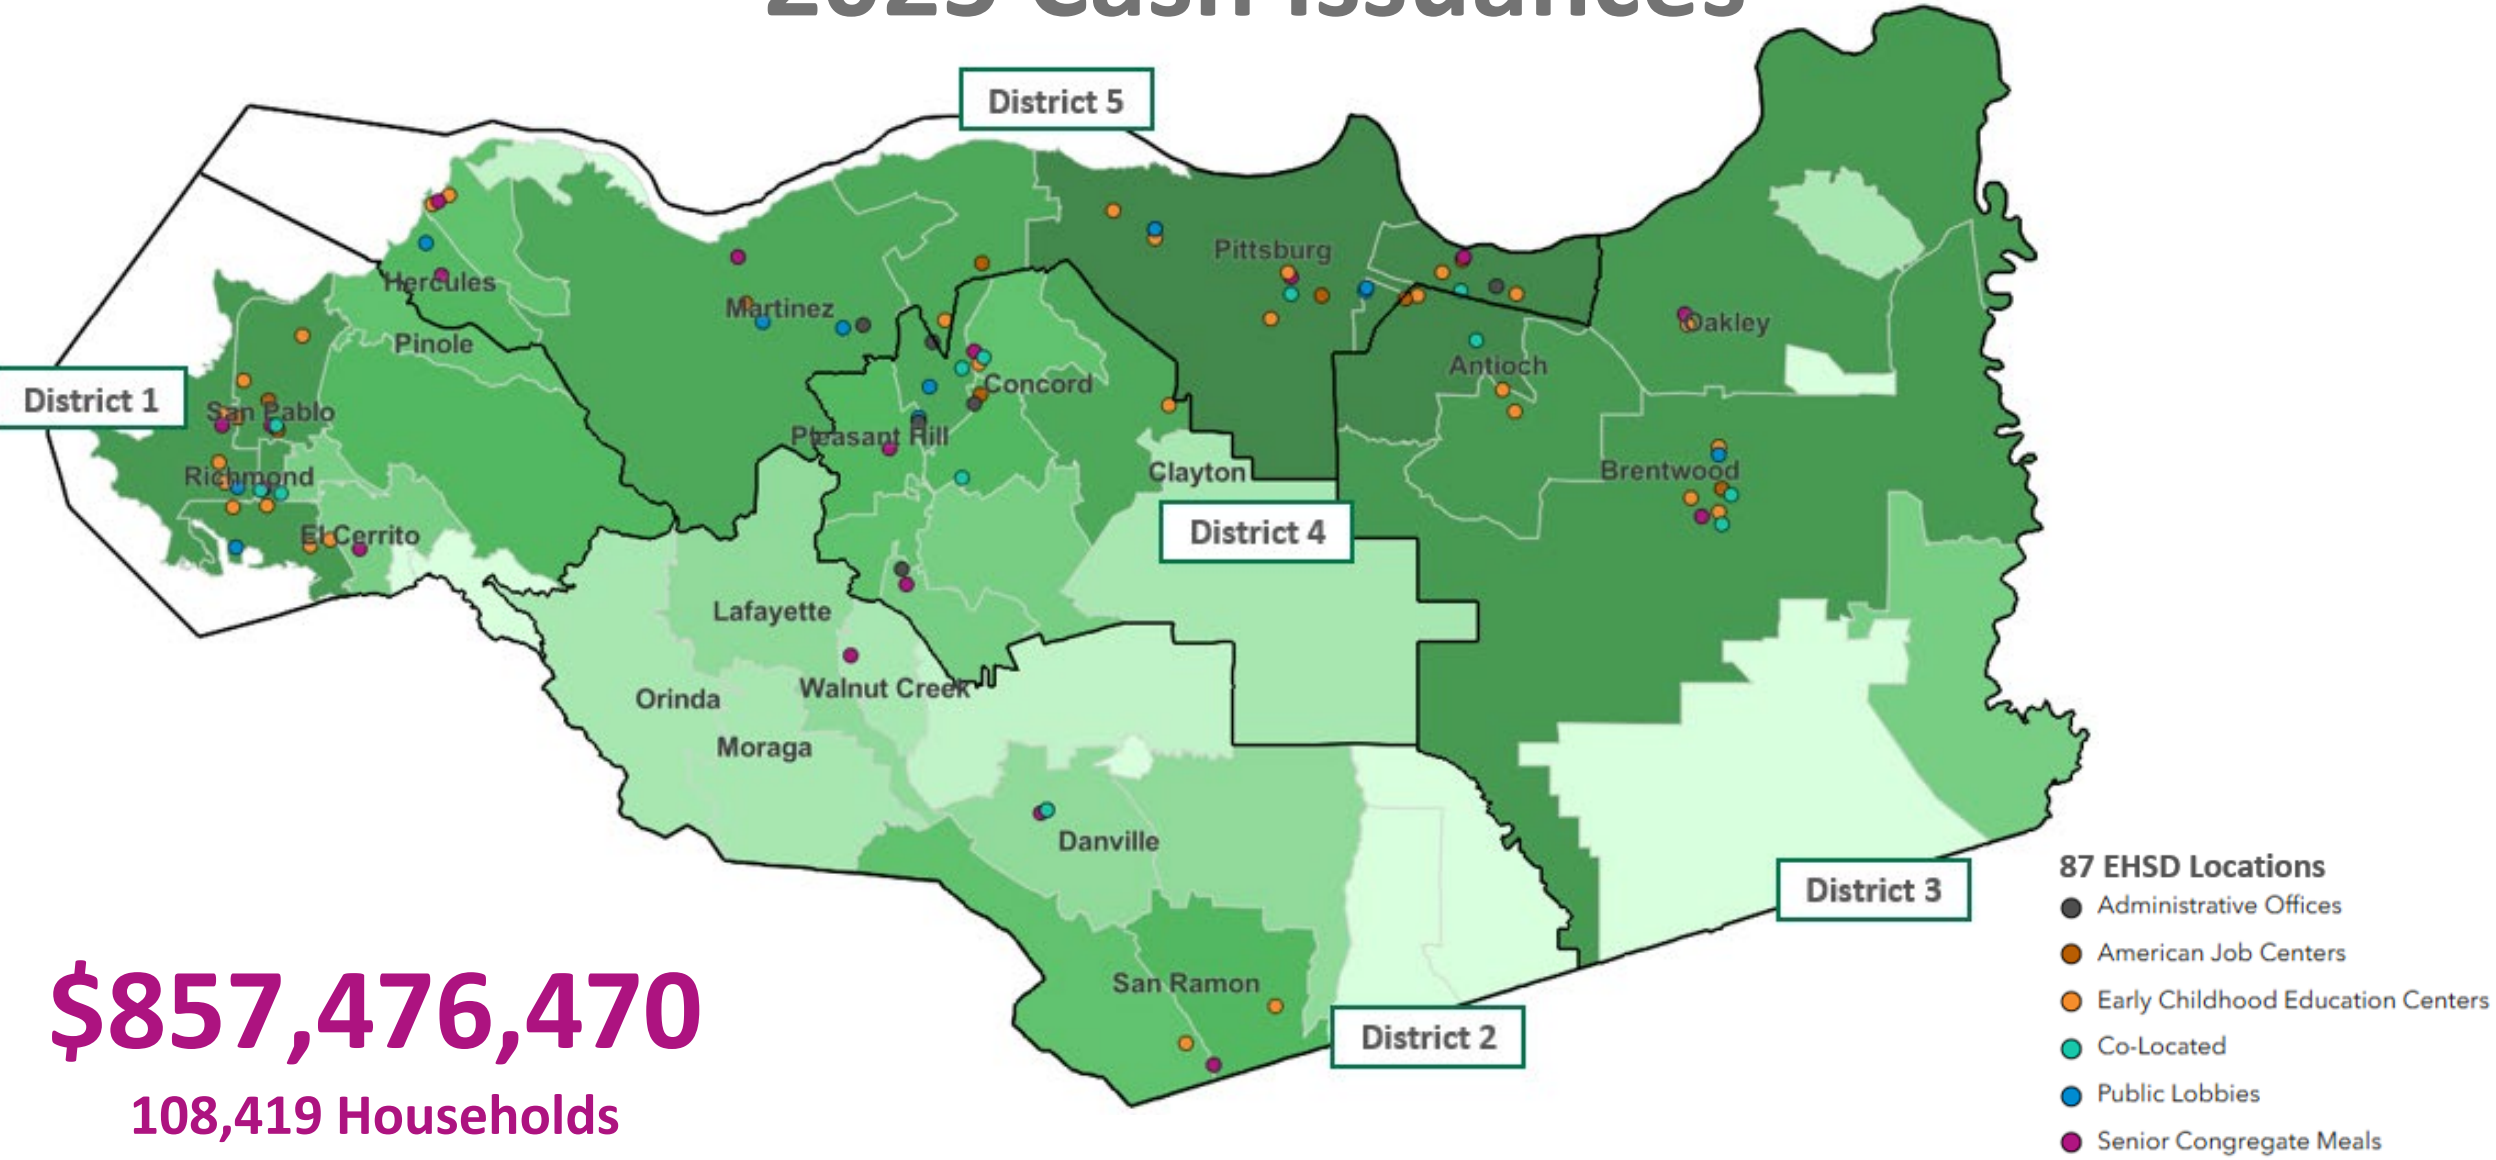 2023 Cash Issuances
District 5
Pittsburg
Hercules
Martinez
Oakley
Pinole
Antioch
Concord
District 1
San Pablo
Pleasant Hill
Clayton
Brentwood
Richmond
El Cerrito
District 4
Lafayette
Walnut Creek
Orinda
Moraga
Danville
District 3
San Ramon
District 2
$857,476,470
108,419 Households
87 EHSD Locations
Administrative Offices
American Job Centers
Early Childhood Education Centers
Co-Located
Public Lobbies
Senior Congregate Meals